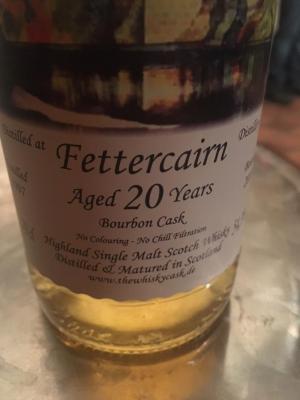 Distilled at
Fettercairn
Aged 20 Years
Bourbon Cask
No Colouring - No Chill Filtration
Highland Single Malt Scotch Whisky
Distilled & Matured in Scotland
www.thewhiskycask.de